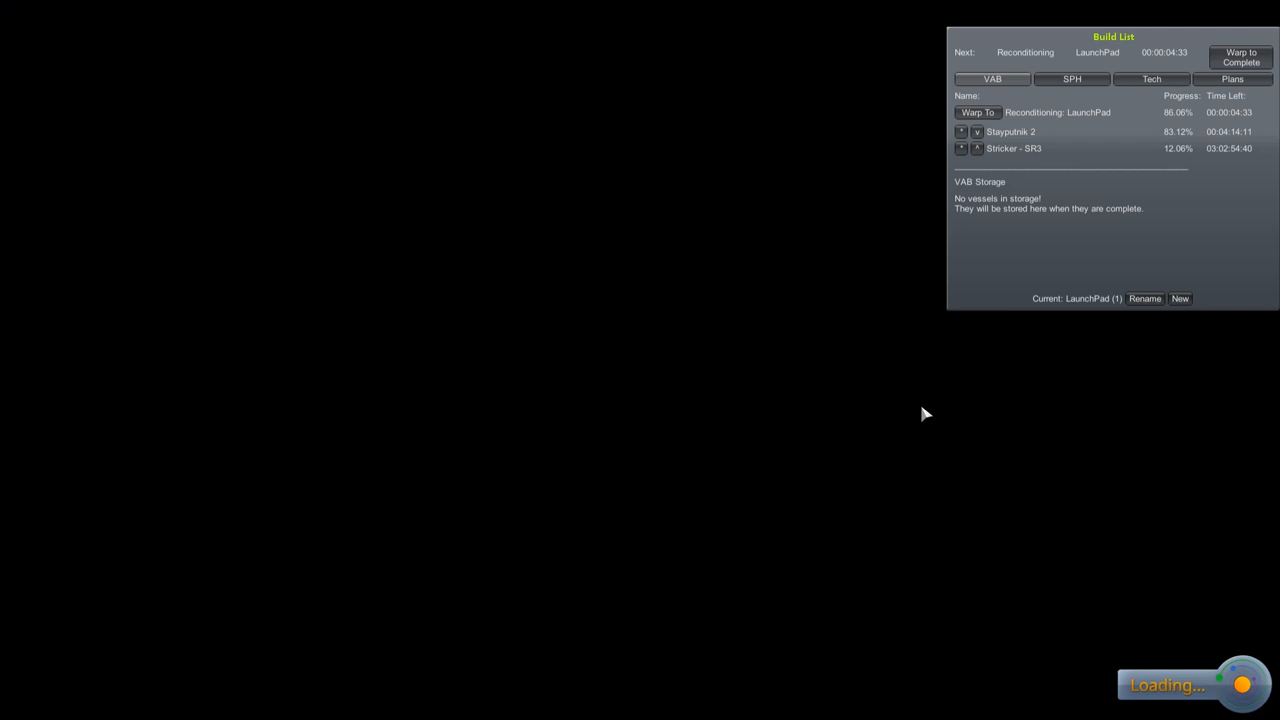 Build List
Next: Reconditioning LaunchPad 00:00:04:33 Warp to Complete
VAB SPH Tech Plans
Name: Progress: Time Left:
Warp To Reconditioning: LaunchPad 86.06% 00:00:04:33
* v Stayputnik 2 83.12% 00:04:14:11
* ^ Stricker - SR3 12.06% 03:02:54:40
VAB Storage
No vessels in storage!
They will be stored here when they are complete.
Current: LaunchPad (1) Rename New
Loading...